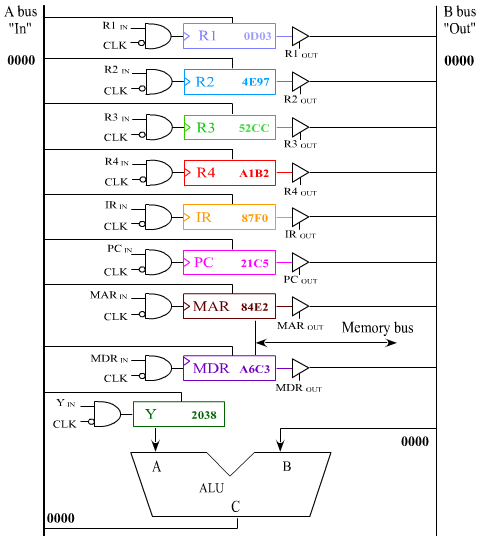 A bus
"In"
0000
B bus
"Out"
0000
R1 IN
CLK
R1 0D03
R1 OUT
R2 IN
CLK
R2 4E97
R2 OUT
R3 IN
CLK
R3 52CC
R3 OUT
R4 IN
CLK
R4 A1B2
R4 OUT
IR IN
CLK
IR 87F0
IR OUT
PC IN
CLK
PC 21C5
PC OUT
MAR IN
CLK
MAR 84E2
MAR OUT
Memory bus
MDR IN
CLK
MDR A6C3
MDR OUT
Y IN
CLK
Y 2038
0000
A B
ALU
C
0000